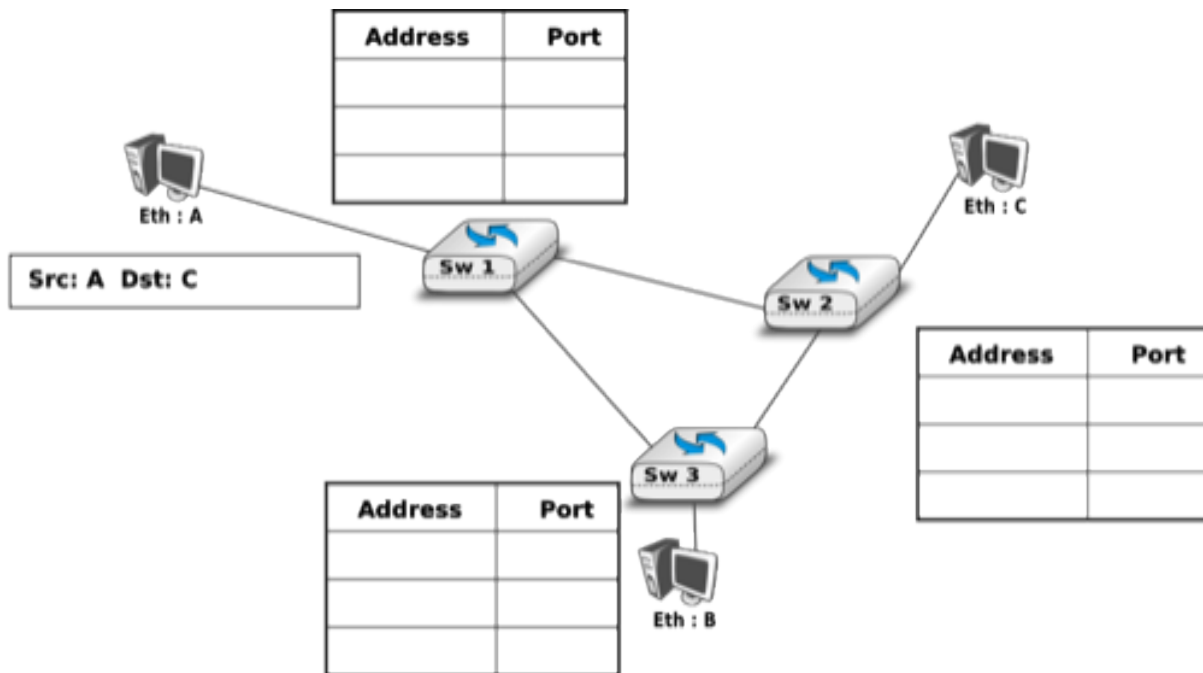 Address Port
Eth : A
Eth : C
Src: A Dst: C
Sw 1
Sw 2
Address Port
Sw 3
Address Port
Eth : B